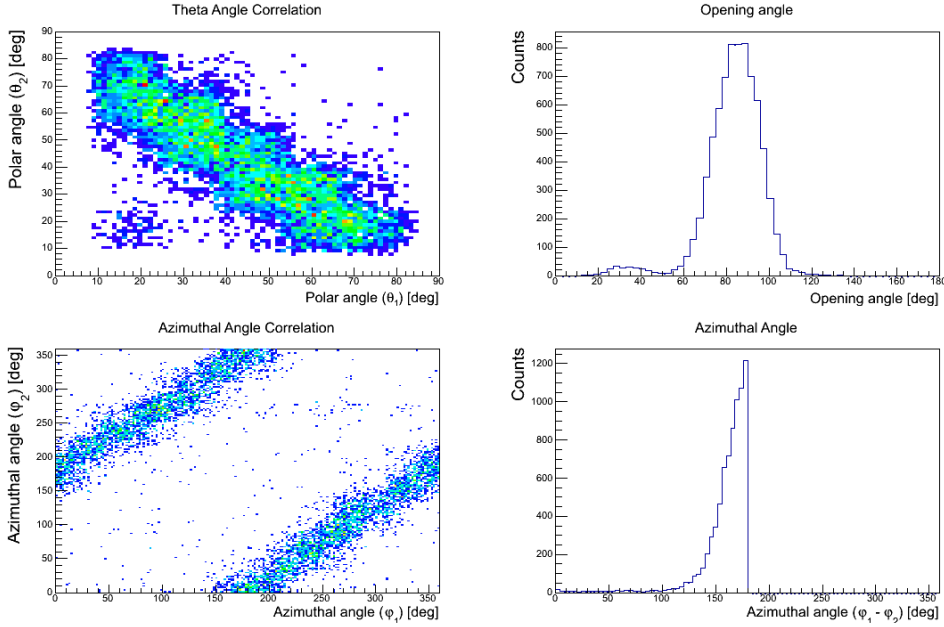 Theta Angle Correlation
Polar angle (θ2) [deg]
90
80
70
60
50
40
30
20
10
0
0 10 20 30 40 50 60 70 80 90
Polar angle (θ1) [deg]
Opening angle
Counts
800
600
400
200
0
0 20 40 60 80 100 120 140 160 180
Opening angle [deg]
Azimuthal Angle Correlation
Azimuthal angle (φ2) [deg]
350
300
250
200
150
100
50
0
0 50 100 150 200 250 300 350
Azimuthal angle (φ1) [deg]
Azimuthal Angle
Counts
1200
1000
800
600
400
200
0
0 50 100 150 200 250 300 350
Azimuthal angle (φ1 - φ2) [deg]